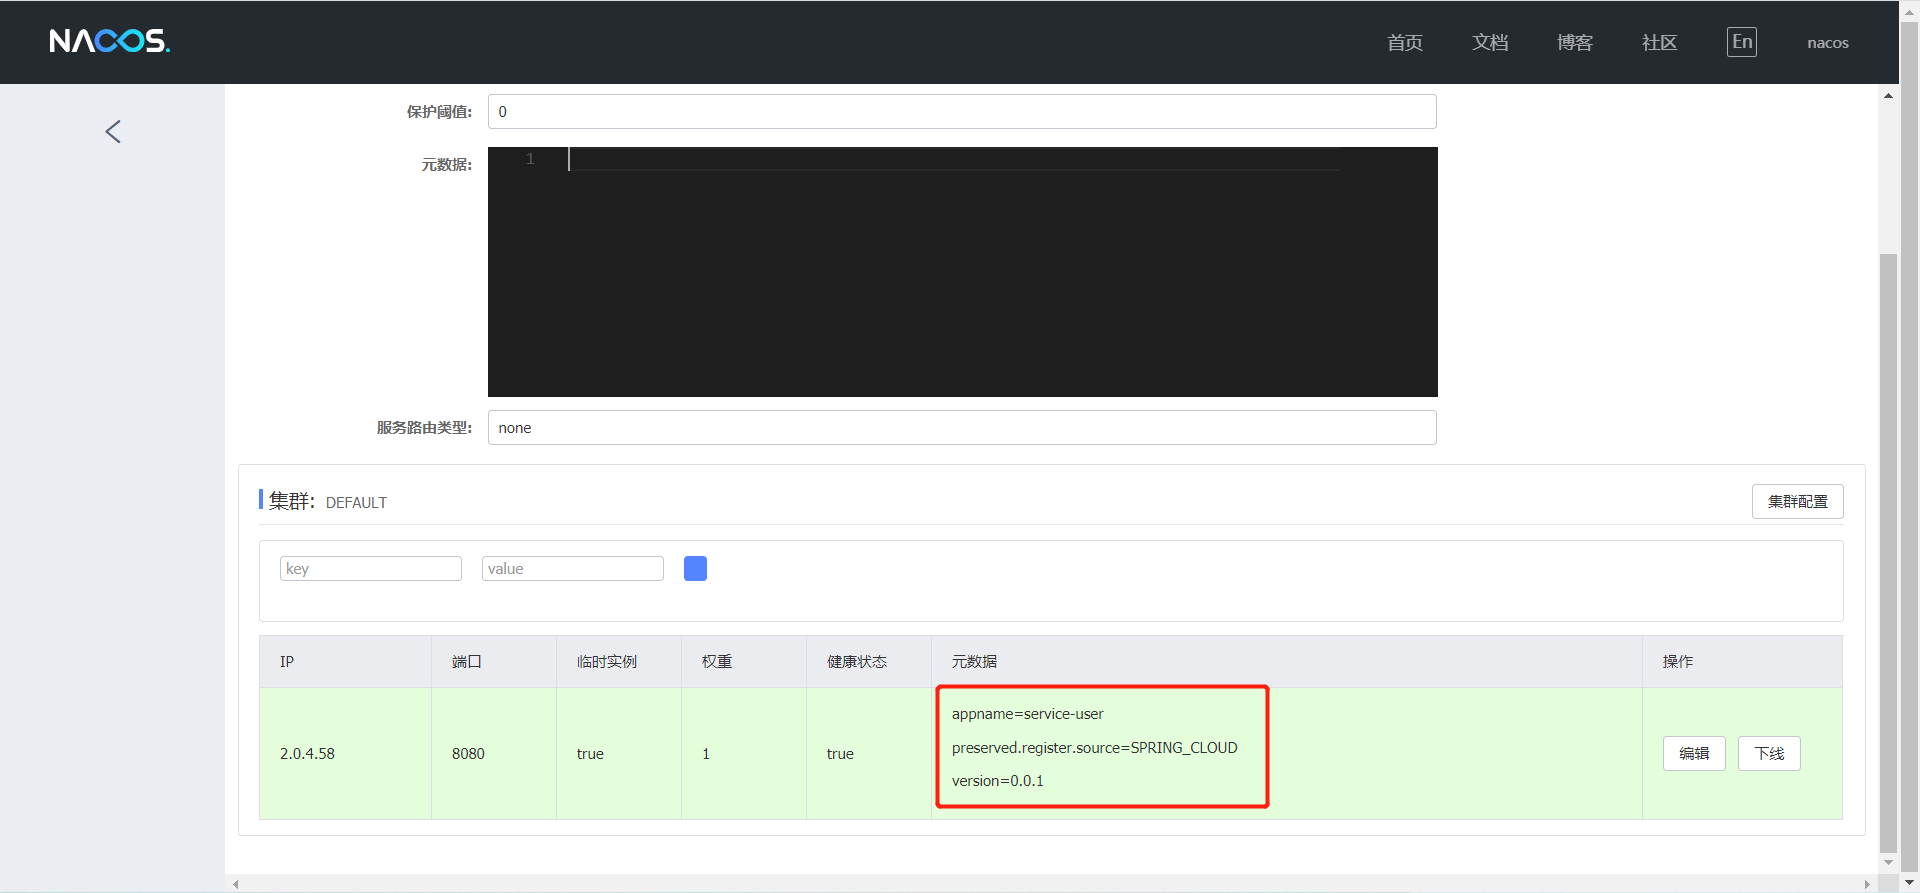 NACOS.
首页 文档 博客 社区 En nacos
保护阈值: 0
元数据: 1
服务路由类型: none
集群: DEFAULT 集群配置
key value
IP 端口 临时实例 权重 健康状态 元数据 操作
appname=service-user
2.0.4.58 8080 true 1 true preserved.register.source=SPRING_CLOUD 编辑 下线
version=0.0.1